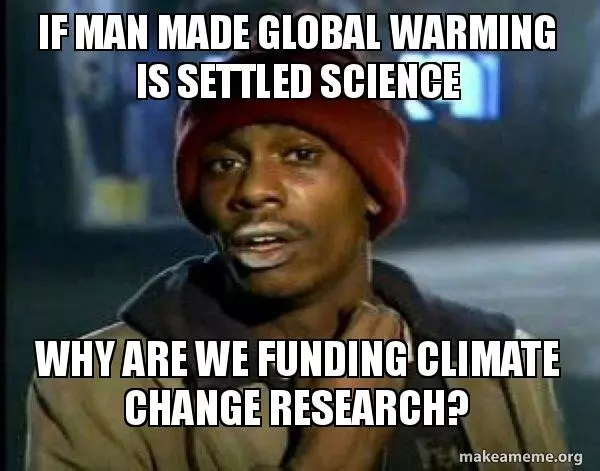 IF MAN MADE GLOBAL WARMING
IS SETTLED SCIENCE
WHY ARE WE FUNDING CLIMATE
CHANGE RESEARCH?
makeameme.org